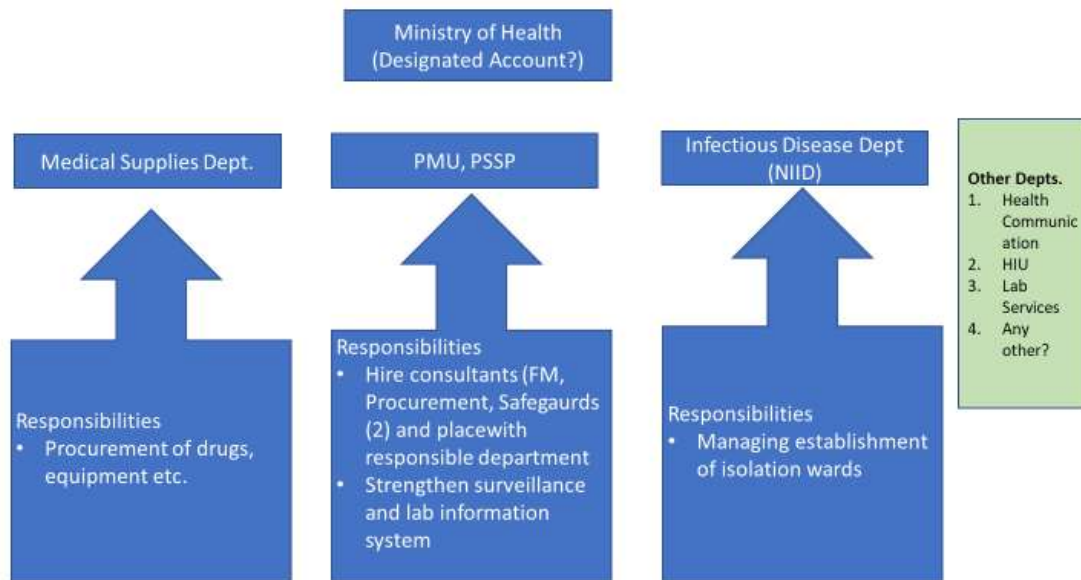 Ministry of Health
(Designated Account?)
Medical Supplies Dept.
PMU, PSSP
Infectious Disease Dept
(NIID)
Other Depts.
1. Health
Communic
ation
2. HIU
3. Lab
Services
4. Any
other?
Responsibilities
• Procurement of drugs,
equipment etc.
Responsibilities
• Hire consultants (FM,
Procurement, Safegaurds
(2) and placewith
responsible department
• Strengthen surveillance
and lab information
system
Responsibilities
• Managing establishment
of isolation wards